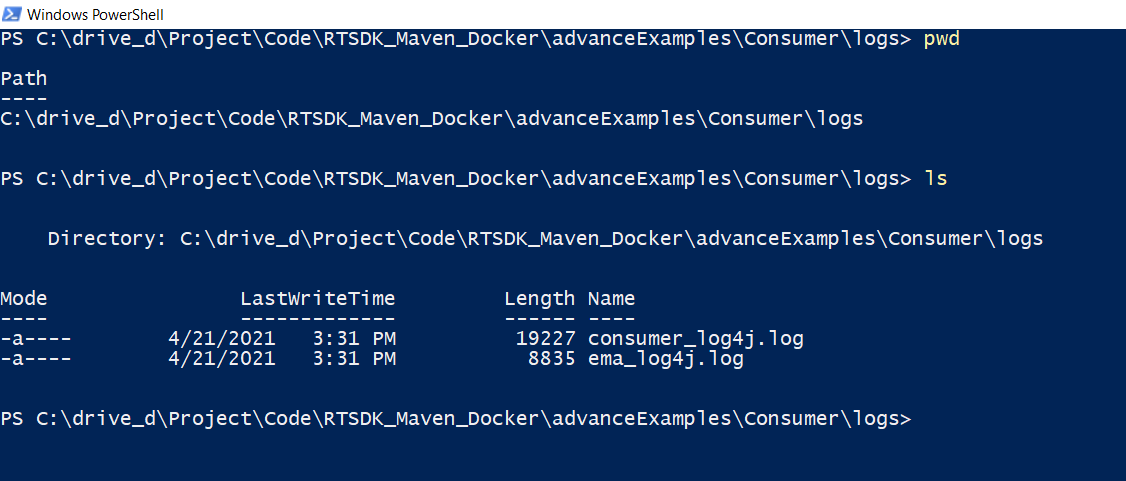 Windows PowerShell
PS C:\drive_d\Project\Code\RTSDK_Maven_Docker\advanceExamples\Consumer\logs> pwd
Path
----
C:\drive_d\Project\Code\RTSDK_Maven_Docker\advanceExamples\Consumer\logs
PS C:\drive_d\Project\Code\RTSDK_Maven_Docker\advanceExamples\Consumer\logs> ls
    Directory: C:\drive_d\Project\Code\RTSDK_Maven_Docker\advanceExamples\Consumer\logs
Mode                LastWriteTime         Length Name
----                -------------         ------ ----
-a----        4/21/2021   3:31 PM          19227 consumer_log4j.log
-a----        4/21/2021   3:31 PM           8835 ema_log4j.log
PS C:\drive_d\Project\Code\RTSDK_Maven_Docker\advanceExamples\Consumer\logs>